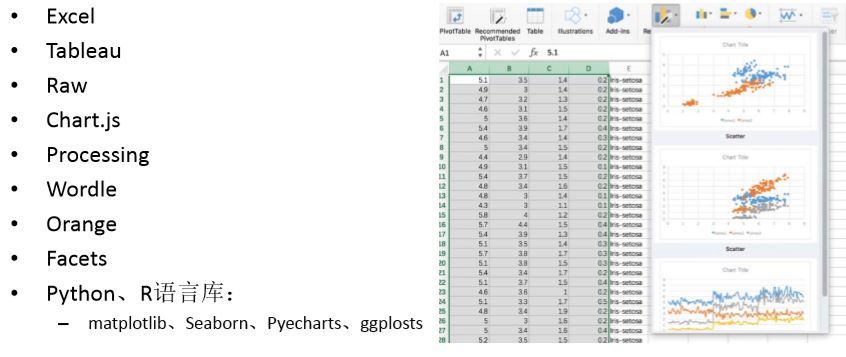 • Excel
• Tableau
• Raw
• Chart.js
• Processing
• Wordle
• Orange
• Facets
• Python、R语言库：
– matplotlib、Seaborn、Pyecharts、ggplosts
PivotTable Recommended PivotTables Table Illustrations Add-ins
A1 fx 5.1
A B C D E
1 5.1 3.5 1.4 0.2 Iris-setosa
2 4.9 3 1.4 0.2 Iris-setosa
3 4.7 3.2 1.3 0.2 Iris-setosa
4 4.6 3.1 1.5 0.2 Iris-setosa
5 5 3.6 1.4 0.2 Iris-setosa
6 5.4 3.9 1.7 0.4 Iris-setosa
7 4.6 3.4 1.4 0.3 Iris-setosa
8 5 3.4 1.5 0.2 Iris-setosa
9 4.4 2.9 1.4 0.2 Iris-setosa
10 4.9 3.1 1.5 0.1 Iris-setosa
11 5.4 3.7 1.5 0.2 Iris-setosa
12 4.8 3.4 1.6 0.2 Iris-setosa
13 4.8 3 1.4 0.1 Iris-setosa
14 4.3 3 1.1 0.1 Iris-setosa
15 5.8 4 1.2 0.2 Iris-setosa
16 5.7 4.4 1.5 0.4 Iris-setosa
17 5.4 3.9 1.3 0.4 Iris-setosa
18 5.1 3.5 1.4 0.3 Iris-setosa
19 5.7 3.8 1.7 0.3 Iris-setosa
20 5.1 3.8 1.5 0.3 Iris-setosa
21 5.4 3.4 1.7 0.2 Iris-setosa
22 5.1 3.7 1.5 0.4 Iris-setosa
23 4.6 3.6 1 0.2 Iris-setosa
24 5.1 3.3 1.7 0.5 Iris-setosa
25 4.8 3.4 1.9 0.2 Iris-setosa
26 5 3 1.6 0.2 Iris-setosa
27 5 3.4 1.6 0.4 Iris-setosa
28 5.2 3.5 1.5 0.2 Iris-setosa
Chart Title
Scatter
Chart Title
Scatter
Chart Title